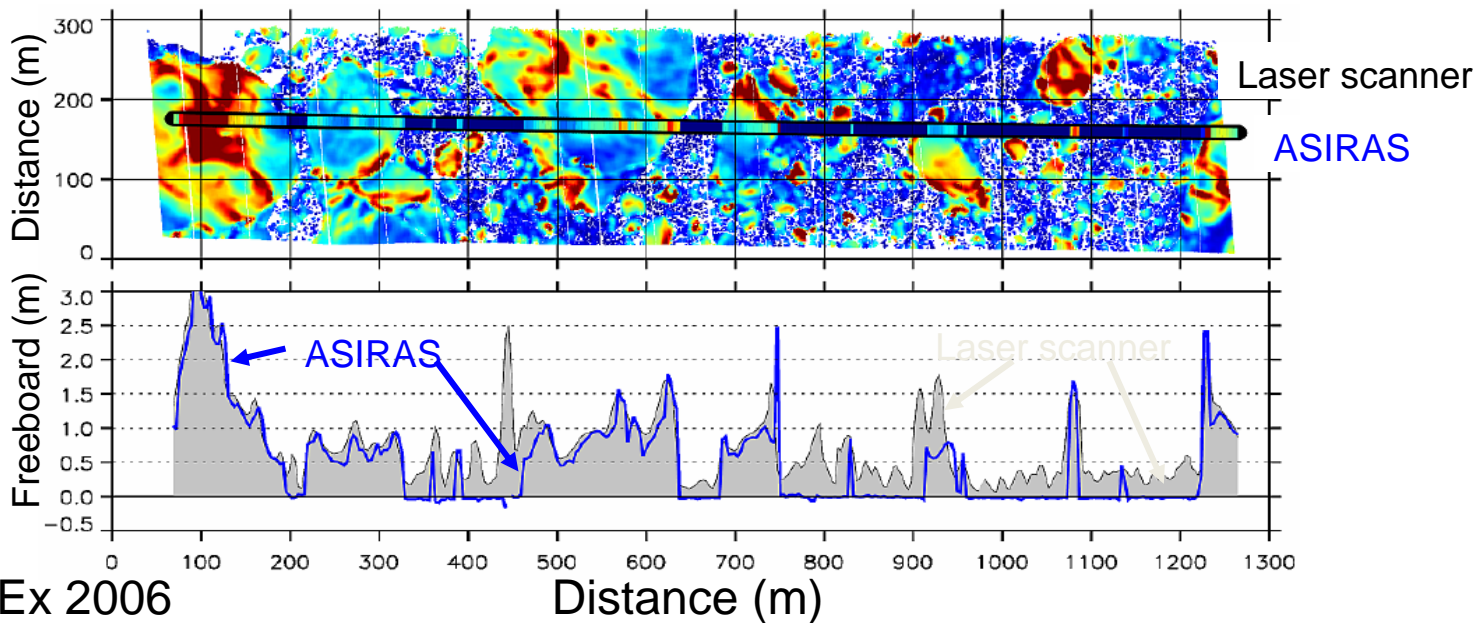 300
Distance (m)
200
100
0
Laser scanner
ASIRAS
Freeboard (m)
3.0
2.5
2.0
1.5
1.0
0.5
0.0
−0.5
ASIRAS
Laser scanner
0 100 200 300 400 500 600 700 800 900 1000 1100 1200 1300
Ex 2006
Distance (m)